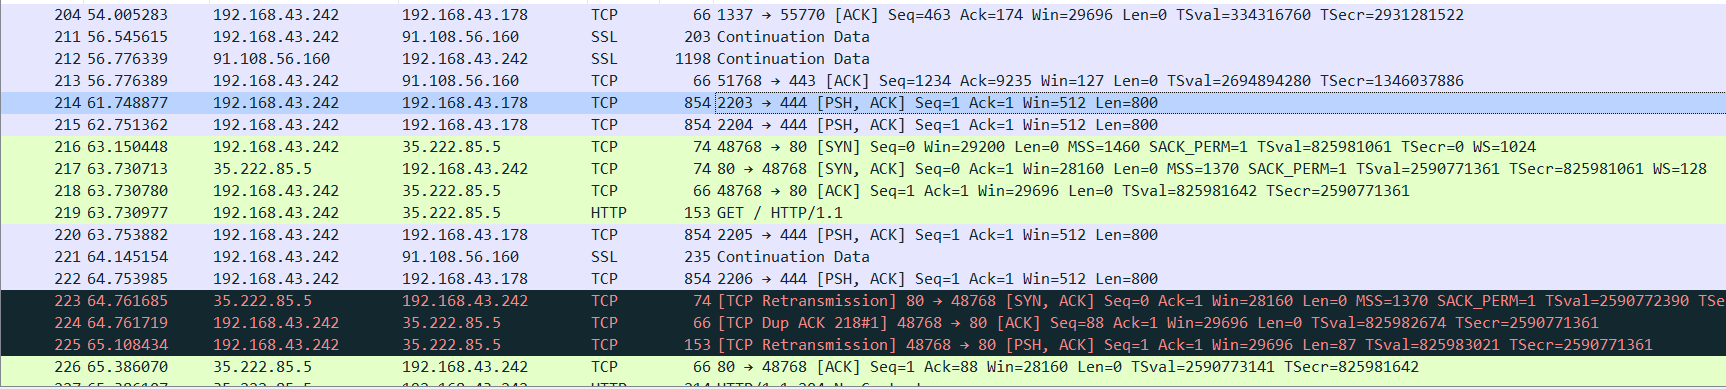 204 54.005283 192.168.43.242 192.168.43.178 TCP 66 1337 → 55770 [ACK] Seq=463 Ack=174 Win=29696 Len=0 TSval=334316760 TSecr=2931281522
211 56.545615 192.168.43.242 91.108.56.160 SSL 203 Continuation Data
212 56.776339 91.108.56.160 192.168.43.242 SSL 1198 Continuation Data
213 56.776389 192.168.43.242 91.108.56.160 TCP 66 51768 → 443 [ACK] Seq=1234 Ack=9235 Win=127 Len=0 TSval=2694894280 TSecr=1346037886
214 61.748877 192.168.43.242 192.168.43.178 TCP 854 2203 → 444 [PSH, ACK] Seq=1 Ack=1 Win=512 Len=800
215 62.751362 192.168.43.242 192.168.43.178 TCP 854 2204 → 444 [PSH, ACK] Seq=1 Ack=1 Win=512 Len=800
216 63.150448 192.168.43.242 35.222.85.5 TCP 74 48768 → 80 [SYN] Seq=0 Win=29200 Len=0 MSS=1460 SACK_PERM=1 TSval=825981061 TSecr=0 WS=1024
217 63.730713 35.222.85.5 192.168.43.242 TCP 74 80 → 48768 [SYN, ACK] Seq=0 Ack=1 Win=28160 Len=0 MSS=1370 SACK_PERM=1 TSval=2590771361 TSecr=825981061 WS=128
218 63.730780 192.168.43.242 35.222.85.5 TCP 66 48768 → 80 [ACK] Seq=1 Ack=1 Win=29696 Len=0 TSval=825981642 TSecr=2590771361
219 63.730977 192.168.43.242 35.222.85.5 HTTP 153 GET / HTTP/1.1
220 63.753882 192.168.43.242 192.168.43.178 TCP 854 2205 → 444 [PSH, ACK] Seq=1 Ack=1 Win=512 Len=800
221 64.145154 192.168.43.242 91.108.56.160 SSL 235 Continuation Data
222 64.753985 192.168.43.242 192.168.43.178 TCP 854 2206 → 444 [PSH, ACK] Seq=1 Ack=1 Win=512 Len=800
223 64.761685 35.222.85.5 192.168.43.242 TCP 74 [TCP Retransmission] 80 → 48768 [SYN, ACK] Seq=0 Ack=1 Win=28160 Len=0 MSS=1370 SACK_PERM=1 TSval=2590772390 TSe
224 64.761719 192.168.43.242 35.222.85.5 TCP 66 [TCP Dup ACK 218#1] 48768 → 80 [ACK] Seq=88 Ack=1 Win=29696 Len=0 TSval=825982674 TSecr=2590771361
225 65.108434 192.168.43.242 35.222.85.5 TCP 153 [TCP Retransmission] 48768 → 80 [PSH, ACK] Seq=1 Ack=1 Win=29696 Len=87 TSval=825983021 TSecr=2590771361
226 65.386070 35.222.85.5 192.168.43.242 TCP 66 80 → 48768 [ACK] Seq=1 Ack=88 Win=28160 Len=0 TSval=2590773141 TSecr=825981642